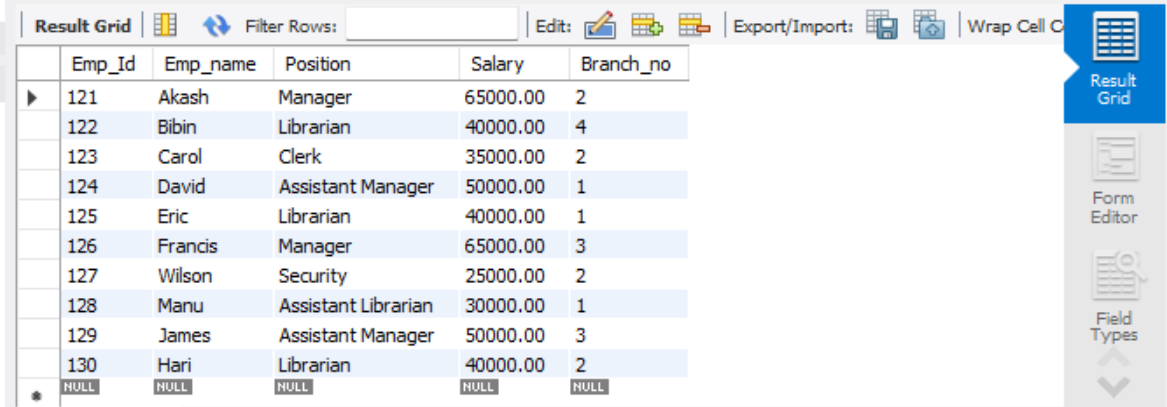 Result Grid Filter Rows: Edit: Export/Import: Wrap Cell C
Emp_Id Emp_name Position Salary Branch_no
121 Akash Manager 65000.00 2
122 Bibin Librarian 40000.00 4
123 Carol Clerk 35000.00 2
124 David Assistant Manager 50000.00 1
125 Eric Librarian 40000.00 1
126 Francis Manager 65000.00 3
127 Wilson Security 25000.00 2
128 Manu Assistant Librarian 30000.00 1
129 James Assistant Manager 50000.00 3
130 Hari Librarian 40000.00 2
NULL NULL NULL NULL NULL
Result
Grid
Form
Editor
Field
Types